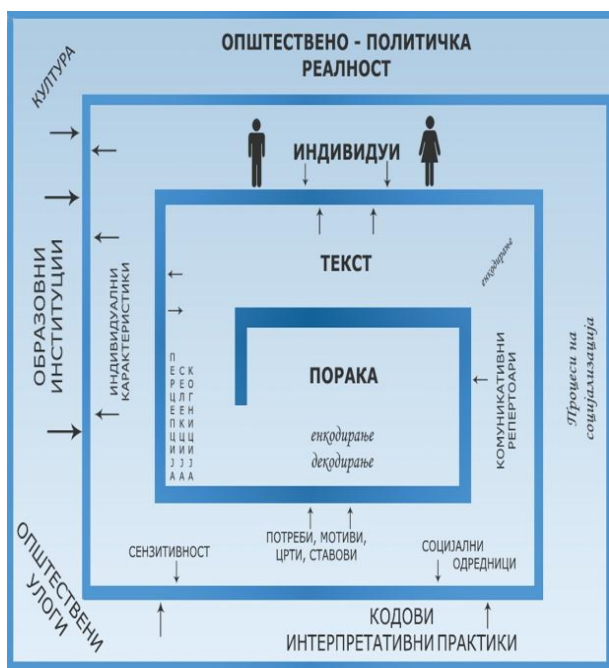 ОПШТЕСТВЕНО - ПОЛИТИЧКА
РЕАЛНОСТ
КУЛТУРА
ИНДИВИДУИ
ТЕКСТ
енкодирање
ОБРАЗОВНИ
ИНСТИТУЦИИ
ИНДИВИДУАЛНИ
КАРАКТЕРИСТИКИ
ПЕРЦЕПЦИЈА
СЕЛЕКЦИЈА
КОГНИЦИЈА
ПОРАКА
енкодирање
декодирање
КОМУНИКАТИВНИ
РЕПЕРТОАРИ
Процеси на
социјализација
СЕНЗИТИВНОСТ
ПОТРЕБИ, МОТИВИ,
ЦРТИ, СТАВОВИ
СОЦИЈАЛНИ
ОДРЕДНИЦИ
ОПШТЕСТВЕНИ
УЛОГИ
КОДОВИ
ИНТЕРПРЕТАТИВНИ ПРАКТИКИ